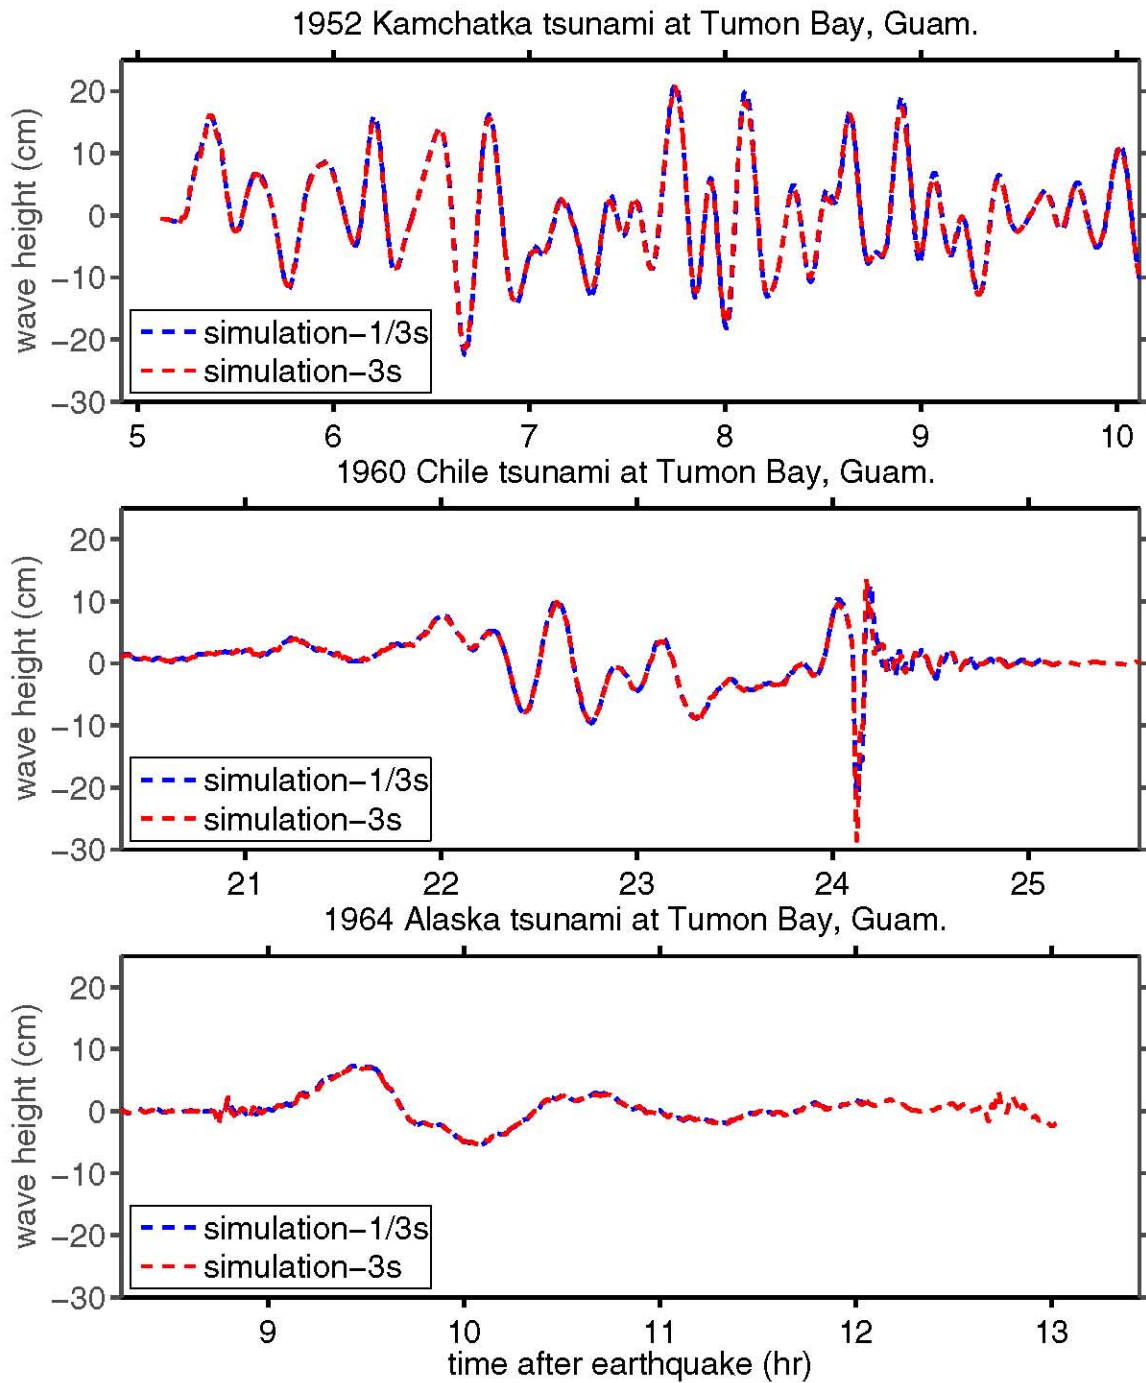 1952 Kamchatka tsunami at Tumon Bay, Guam.
20
10
0
−10
−20
−30
wave height (cm)
simulation−1/3s
simulation−3s
5 6 7 8 9 10
1960 Chile tsunami at Tumon Bay, Guam.
20
10
0
−10
−20
−30
wave height (cm)
simulation−1/3s
simulation−3s
21 22 23 24 25
1964 Alaska tsunami at Tumon Bay, Guam.
20
10
0
−10
−20
−30
wave height (cm)
simulation−1/3s
simulation−3s
9 10 11 12 13
time after earthquake (hr)